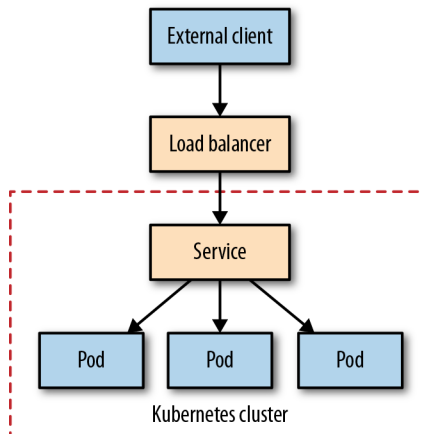 External client
Load balancer
Service
Pod
Pod
Pod
Kubernetes cluster